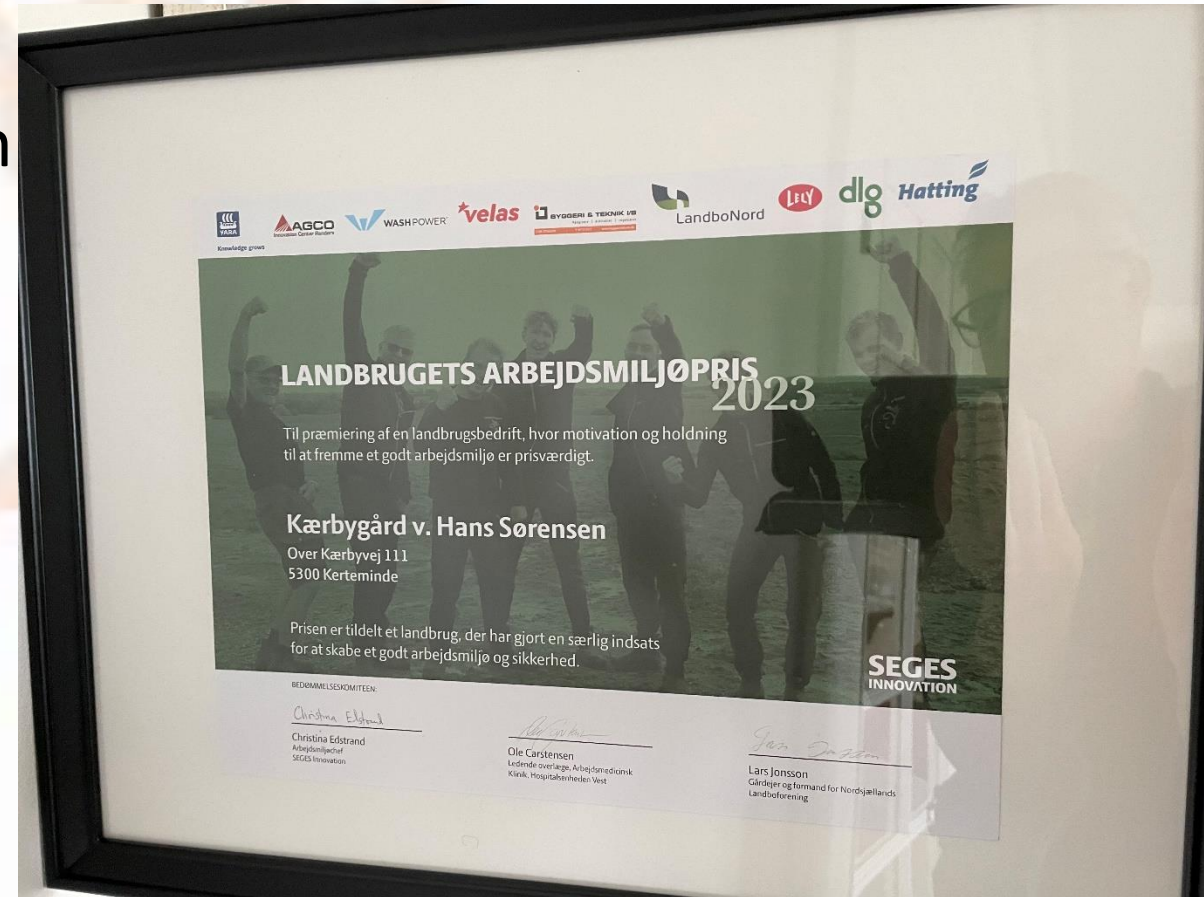 n
YARA
Knowledge grows
AGCO
Innovation Center Randers
WASHPOWER
velas
BYGGERI & TEKNIK I/S
LandboNord
LELY
dlg
Hatting
LANDBRUGETS ARBEJDSMILJØPRIS
2023
Til præmiering af en landbrugsbedrift, hvor motivation og holdning
til at fremme et godt arbejdsmiljø er prisværdigt.
Kærbygård v. Hans Sørensen
Over Kærbyvej 111
5300 Kerteminde
Prisen er tildelt et landbrug, der har gjort en særlig indsats
for at skabe et godt arbejdsmiljø og sikkerhed.
SEGES
INNOVATION
BEDØMMELSESKOMITEEN:
Christina Edstrand
Christina Edstrand
Arbejdsmiljøchef
SEGES Innovation
Ole Carstensen
Ledende overlæge, Arbejdsmedicinsk
Klinik, Hospitalsenheden Vest
Lars Jonsson
Gårdejer og formand for Nordsjællands
Landboforening